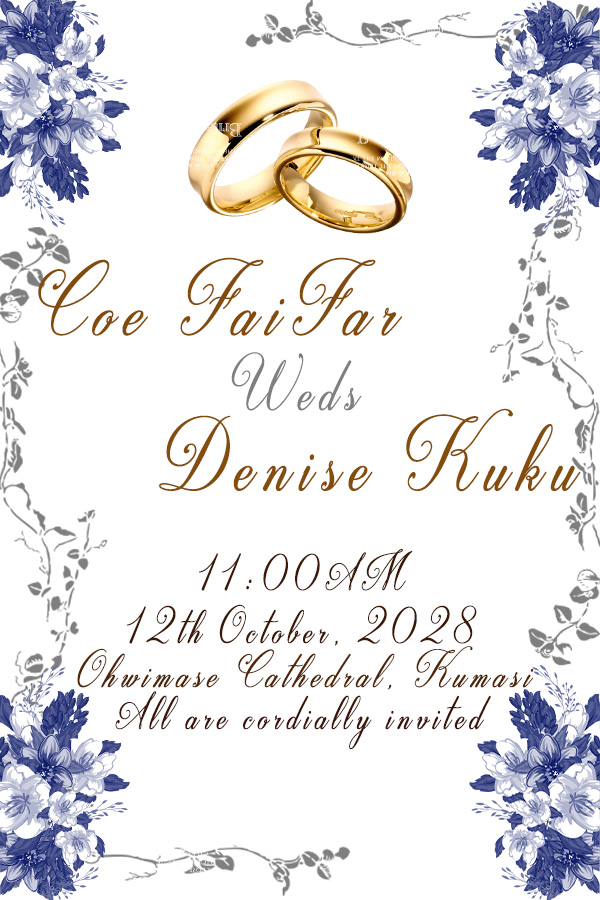 Coe FaiFar
Weds
Denise Kuku
11:00AM
12th October, 2028
Ohwimase Cathedral, Kumasi
All are cordially invited